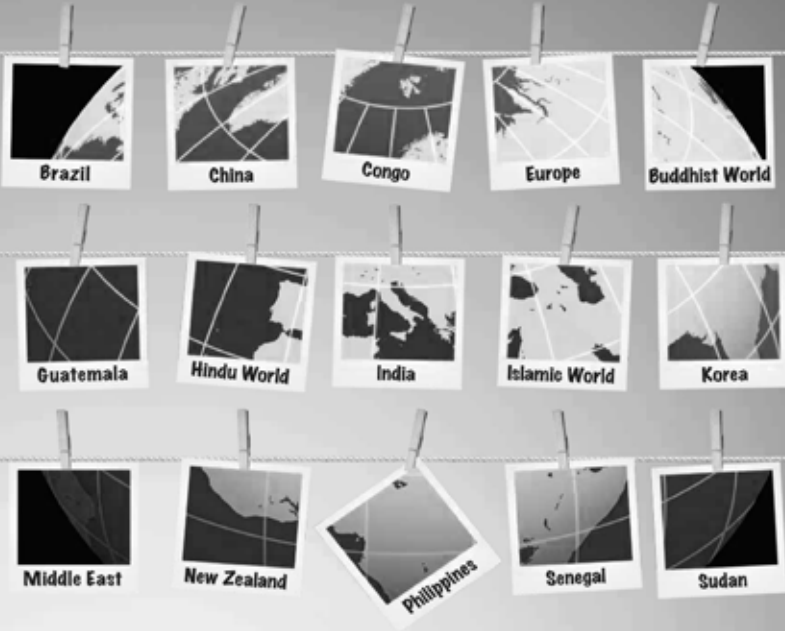 Brazil
China
Congo
Europe
Buddhist World
Guatemala
Hindu World
India
Islamic World
Korea
Middle East
New Zealand
Philippines
Senegal
Sudan